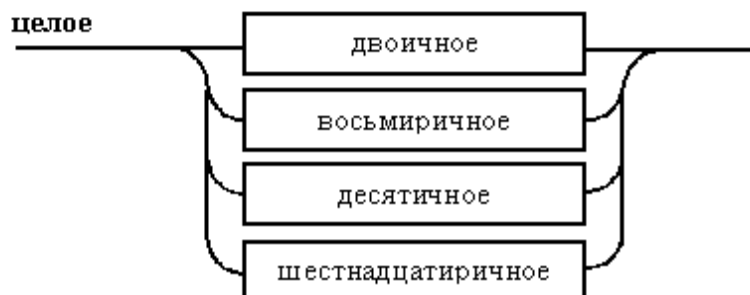 целое
двоичное
восьмиричное
десятичное
шестнадцатиричное